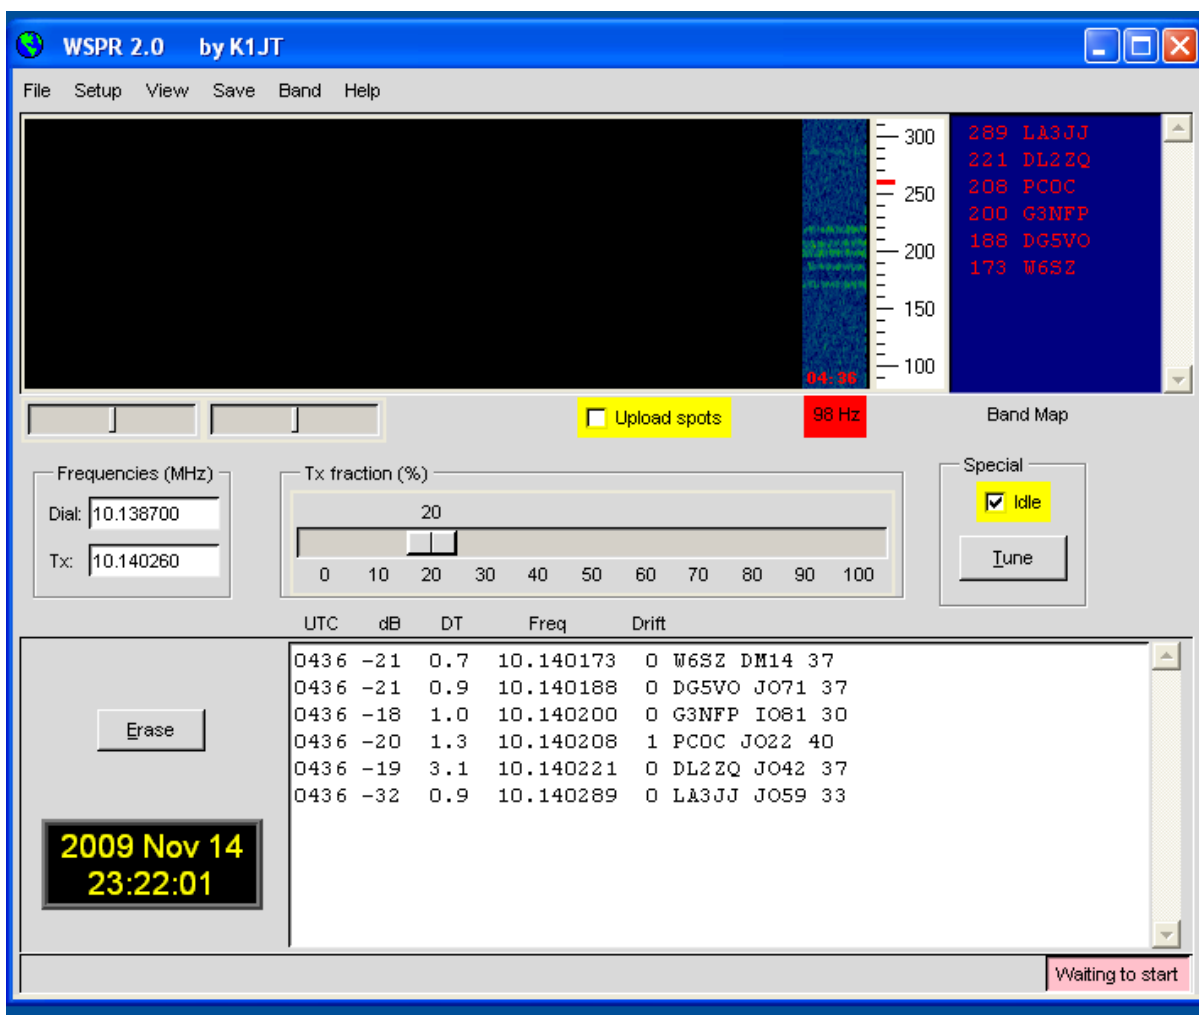 WSPR 2.0 by K1JT
File Setup View Save Band Help
300
250
200
150
100
04:36
289 LA3JJ
221 DL2ZQ
208 PC0C
200 G3NFP
188 DG5VO
173 W6SZ
Upload spots
98 Hz
Band Map
Frequencies (MHz)
Dial: 10.138700
Tx: 10.140260
Tx fraction (%)
20
0 10 20 30 40 50 60 70 80 90 100
Special
Idle
Tune
UTC dB DT Freq Drift
0436 -21 0.7 10.140173 0 W6SZ DM14 37
0436 -21 0.9 10.140188 0 DG5VO JO71 37
0436 -18 1.0 10.140200 0 G3NFP IO81 30
0436 -20 1.3 10.140208 1 PC0C JO22 40
0436 -19 3.1 10.140221 0 DL2ZQ JO42 37
0436 -32 0.9 10.140289 0 LA3JJ JO59 33
Erase
2009 Nov 14
23:22:01
Waiting to start